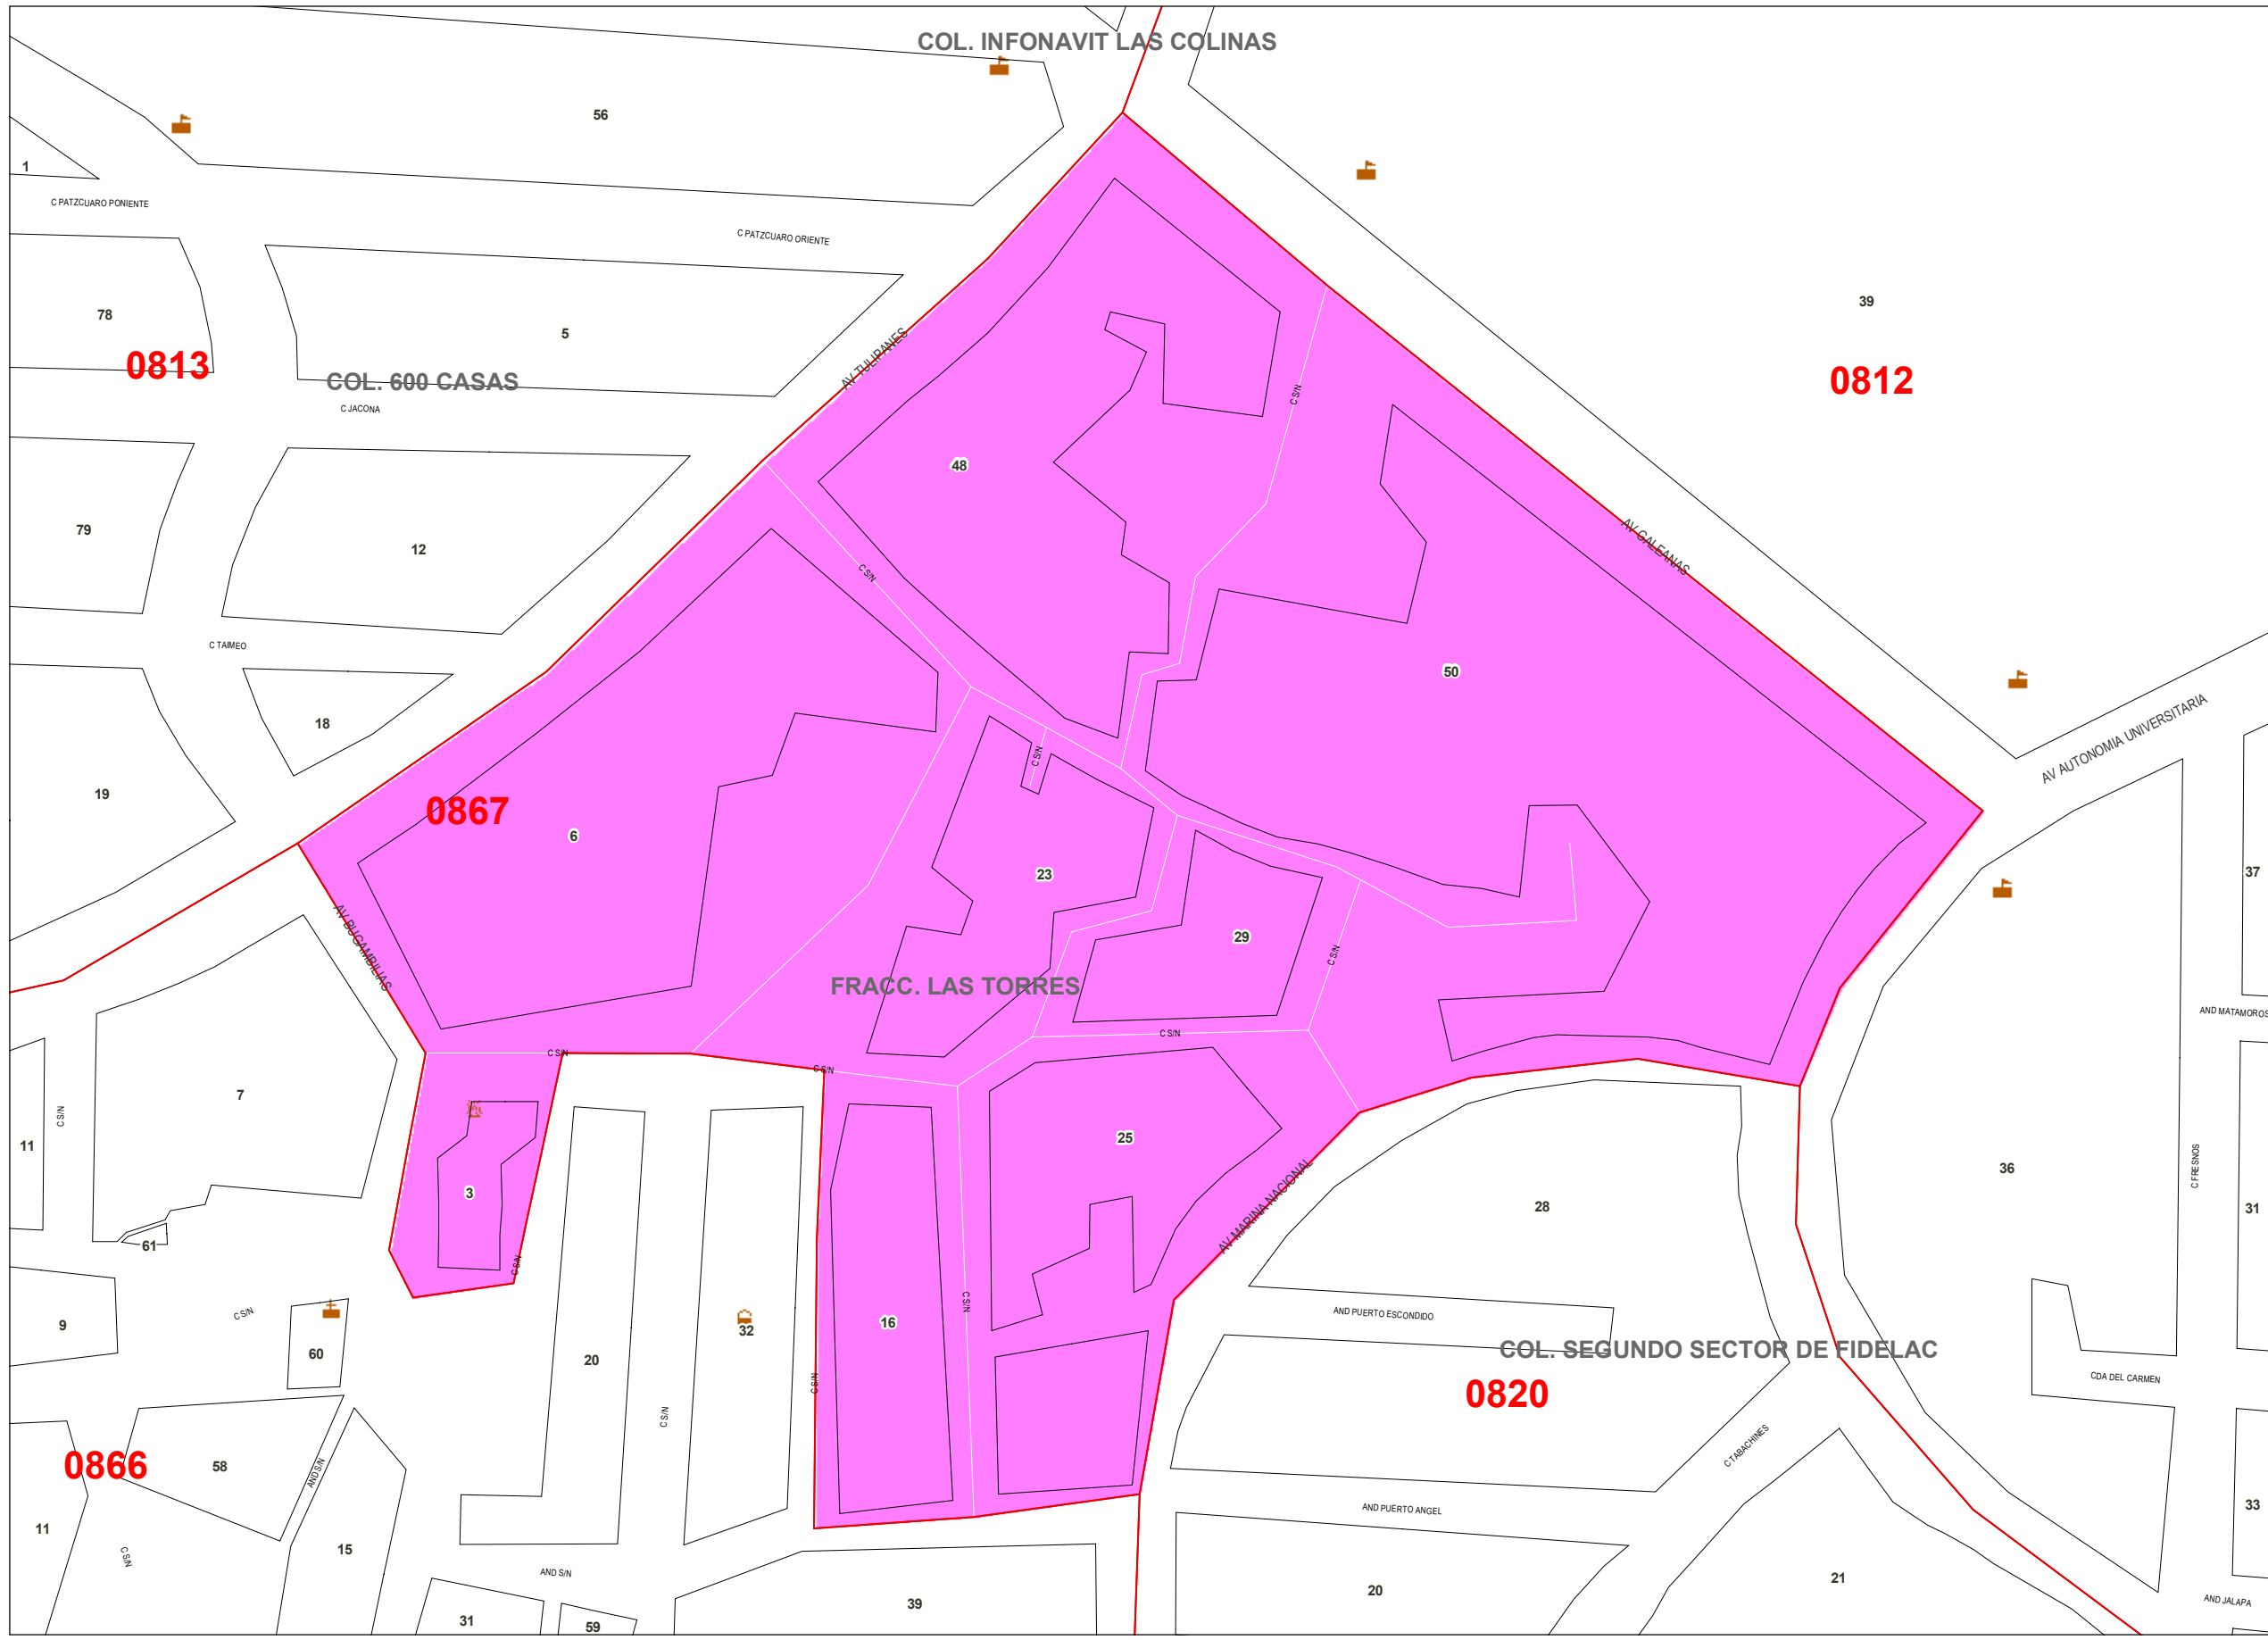 COL. INFONAVIT LAS COLINAS
56
1
C PATZCUARO PONIENTE
C PATZCUARO ORIENTE
39
78
5
AV TULIPANES
0813
COL. 600 CASAS
0812
C S/N
C JACONA
48
79
12
AV GALEANAS
C S/N
C TAIMEO
50
18
AV AUTONOMIA UNIVERSITARIA
C S/N
19
0867
6
23
37
AV BUGAMBILIAS
29
C S/N
FRACC. LAS TORRES
AND MATAMOROS
C S/N
C S/N
C S/N
7
C S/N
11
25
36
C FRESNOS
3
AV MARINA NACIONAL
28
31
61
C S/N
C S/N
C S/N
AND PUERTO ESCONDIDO
9
60
20
32
16
COL. SEGUNDO SECTOR DE FIDELAC
CDA DEL CARMEN
C S/N
0820
C S/N
0866
58
AND S/N
C TABACHINES
AND PUERTO ANGEL
33
11
C S/N
15
AND S/N
20
21
39
AND JALAPA
31
59